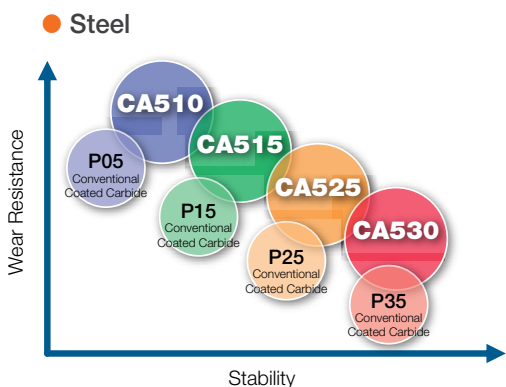 Steel
Wear Resistance
CA510
P05
Conventional
Coated Carbide
CA515
P15
Conventional
Coated Carbide
CA525
P25
Conventional
Coated Carbide
CA530
P35
Conventional
Coated Carbide
Stability